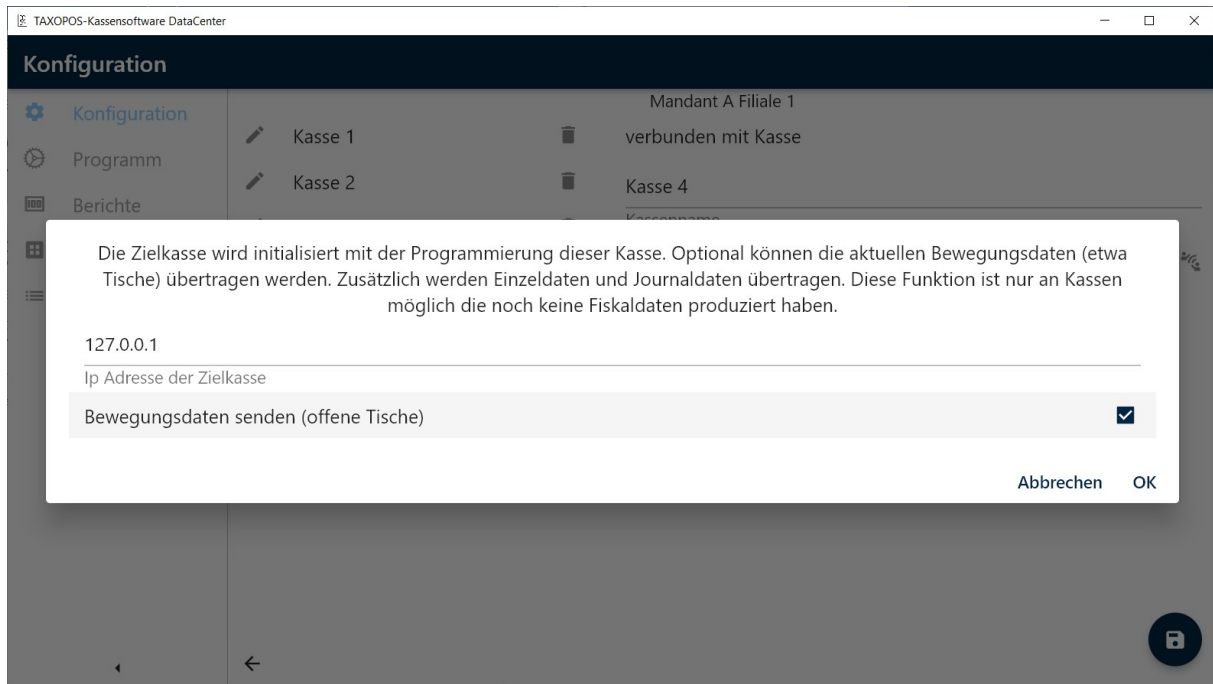 TAXOPOS-Kassensoftware DataCenter
Konfiguration
Konfiguration
Programm
Berichte
Kasse 1
Kasse 2
Mandant A Filiale 1
verbunden mit Kasse
Kasse 4
Kassenname
Die Zielkasse wird initialisiert mit der Programmierung dieser Kasse. Optional können die aktuellen Bewegungsdaten (etwa
Tische) übertragen werden. Zusätzlich werden Einzeldaten und Journaldaten übertragen. Diese Funktion ist nur an Kassen
möglich die noch keine Fiskaldaten produziert haben.
127.0.0.1
Ip Adresse der Zielkasse
Bewegungsdaten senden (offene Tische)
Abbrechen OK